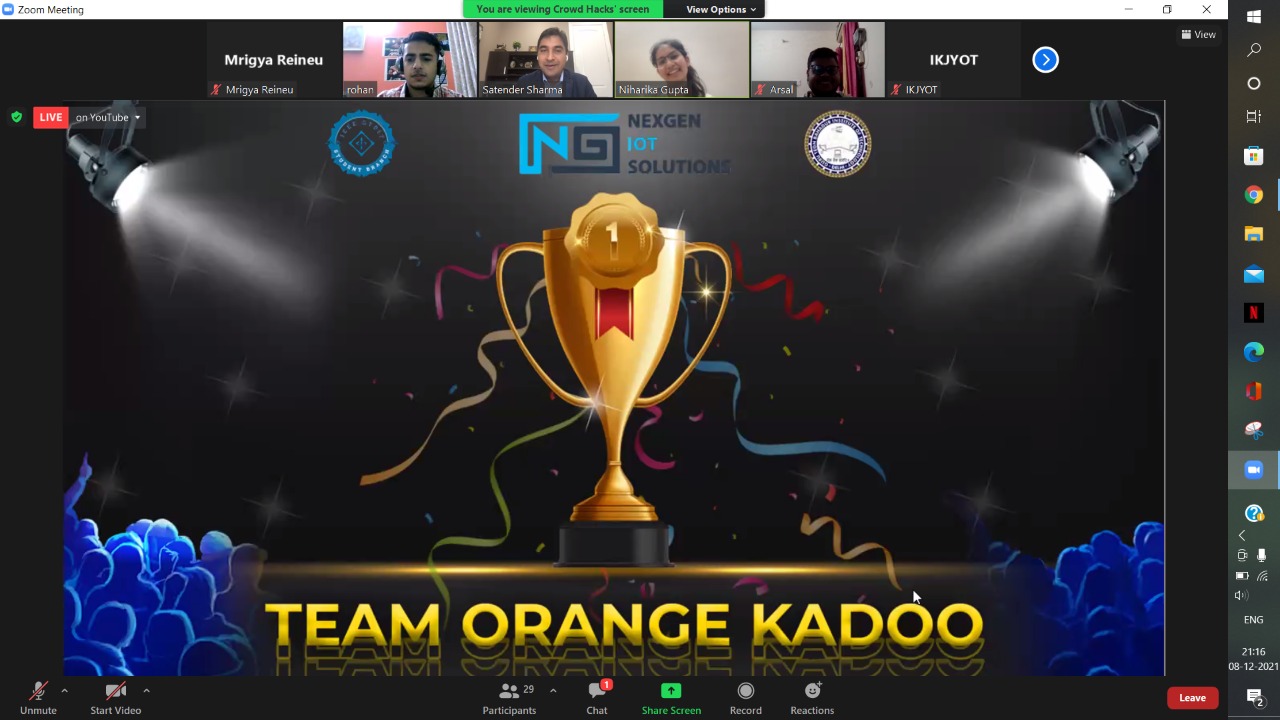 Zoom Meeting
You are viewing Crowd Hacks' screen
View Options
View
Mrigya Reineu
Mrigya Reineu
rohan
Satender Sharma
Niharika Gupta
Arsal
IKJYOT
IKJYOT
LIVE
on YouTube
STUDENT BRANCH
NG
NEXGEN
IOT
SOLUTIONS
1
TEAM ORANGE KADOO
Unmute
Start Video
29
Participants
1
Chat
Share Screen
Record
Reactions
Leave
N
ENG
21:16
08-12-2021
2